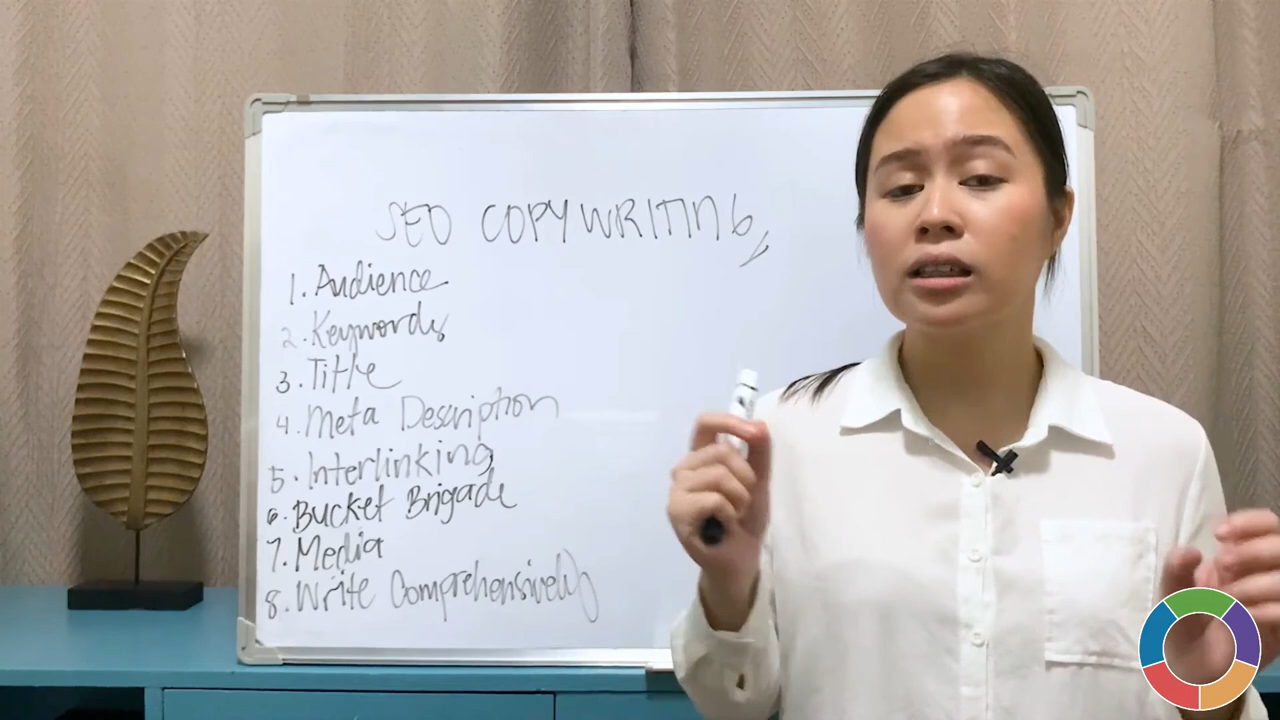 SEO COPYWRITING
1. Audience
2. Keywords
3. Title
4. Meta Description
5. Interlinking
6. Bucket Brigade
7. Media
8. Write Comprehensively